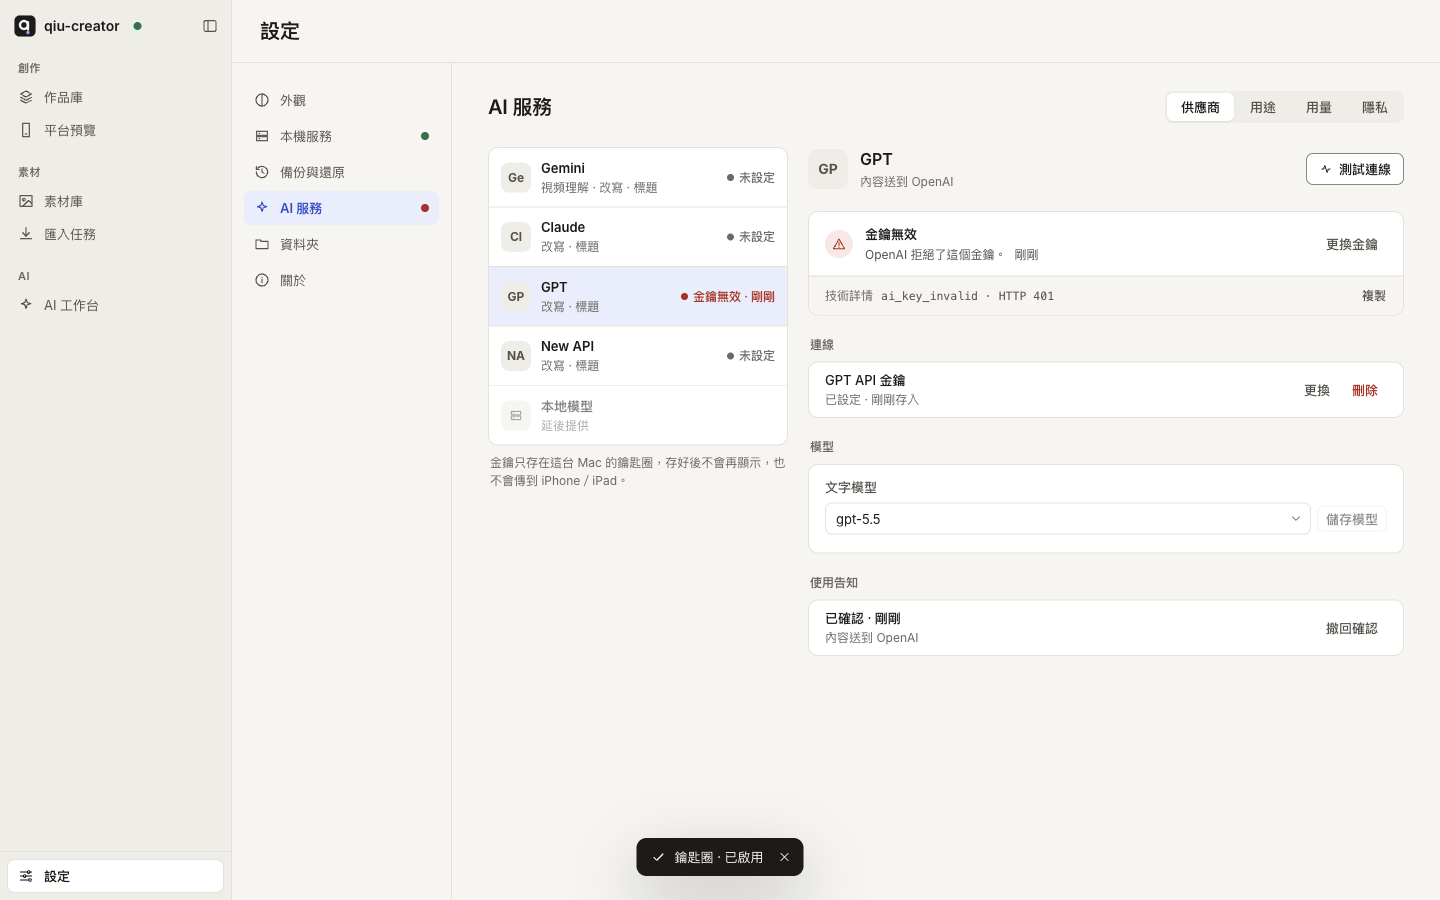 qiu-creator
創作
作品庫
平台預覽
素材
素材庫
匯入任務
AI
AI 工作台
設定
設定
外觀
本機服務
備份與還原
AI 服務
資料夾
關於
AI 服務
供應商
用途
用量
隱私
Ge
Gemini
視頻理解 · 改寫 · 標題
未設定
Cl
Claude
改寫 · 標題
未設定
GP
GPT
改寫 · 標題
金鑰無效 · 剛剛
NA
New API
改寫 · 標題
未設定
本地模型
延後提供
金鑰只存在這台 Mac 的鑰匙圈，存好後不會再顯示，也
不會傳到 iPhone / iPad。
GP
GPT
內容送到 OpenAI
測試連線
金鑰無效
OpenAI 拒絕了這個金鑰。 剛剛
更換金鑰
技術詳情 ai_key_invalid · HTTP 401
複製
連線
GPT API 金鑰
已設定 · 剛剛存入
更換
刪除
模型
文字模型
gpt-5.5
儲存模型
使用告知
已確認 · 剛剛
內容送到 OpenAI
撤回確認
鑰匙圈 · 已啟用